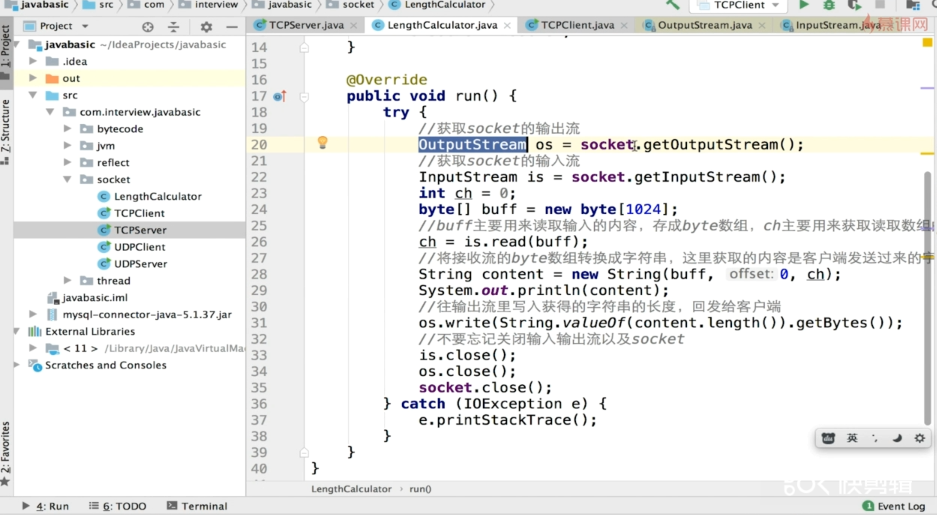 javabasic src com interview javabasic socket LengthCalculator TCPClient
Project TCPServer.java LengthCalculator.java TCPClient.java OutputStream.java InputStream.java 慕课网
1: Project
7: Structure
2: Favorites
javabasic ~/IdeaProjects/javabasic
.idea
out
src
com.interview.javabasic
bytecode
jvm
reflect
socket
LengthCalculator
TCPClient
TCPServer
UDPClient
UDPServer
thread
javabasic.iml
mysql-connector-java-5.1.37.jar
External Libraries
< 11 > /Library/Java/JavaVirtualMa
Scratches and Consoles
14 }
15
16 @Override
17 public void run() {
18 try {
19 //获取socket的输出流
20 OutputStream os = socket.getOutputStream();
21 //获取socket的输入流
22 InputStream is = socket.getInputStream();
23 int ch = 0;
24 byte[] buff = new byte[1024];
25 //buff主要用来读取输入的内容，存成byte数组，ch主要用来获取读取数组
26 ch = is.read(buff);
27 //将接收流的byte数组转换成字符串，这里获取的内容是客户端发送过来的字
28 String content = new String(buff, offset: 0, ch);
29 System.out.println(content);
30 //往输出流里写入获得的字符串的长度，回发给客户端
31 os.write(String.valueOf(content.length()).getBytes());
32 //不要忘记关闭输入输出流以及socket
33 is.close();
34 os.close();
35 socket.close();
36 } catch (IOException e) {
37 e.printStackTrace();
38 }
39 }
40 }
英
LengthCalculator › run()
快剪辑
4: Run 6: TODO Terminal 1 Event Log